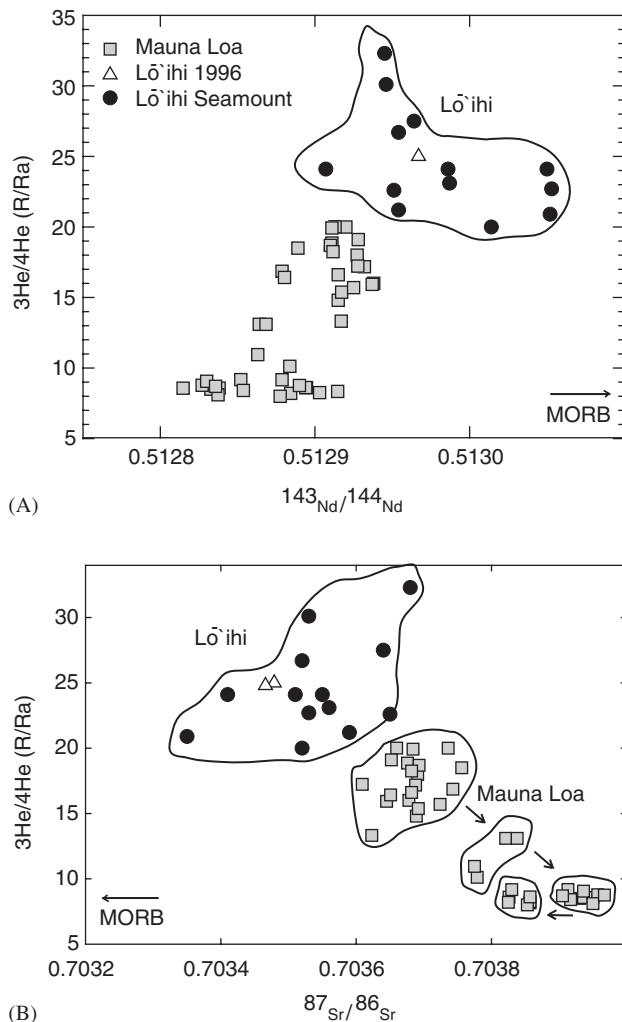 35
30
25
20
15
10
5
3He/4He (R/Ra)
Mauna Loa
Lō`ihi 1996
Lō`ihi Seamount
Lō`ihi
MORB
0.5128 0.5129 0.5130
143Nd/144Nd
(A)
30
25
20
15
10
5
3He/4He (R/Ra)
Lō`ihi
Mauna Loa
MORB
0.7032 0.7034 0.7036 0.7038
87Sr/86Sr
(B)